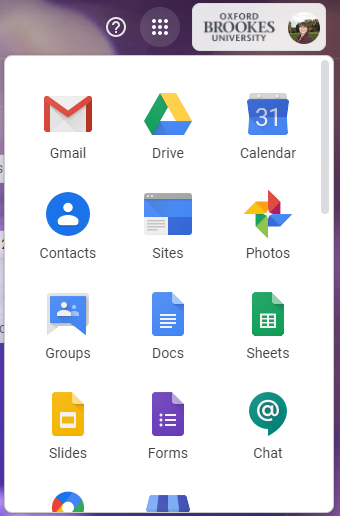 OXFORD
BROOKES
UNIVERSITY
31
Gmail
Drive
Calendar
Contacts
Sites
Photos
Groups
Docs
Sheets
Slides
Forms
Chat